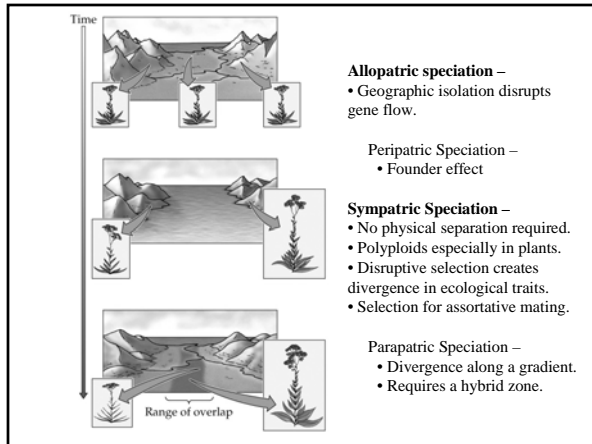 Time
Range of overlap
Allopatric speciation –
• Geographic isolation disrupts
gene flow.
Peripatric Speciation –
• Founder effect
Sympatric Speciation –
• No physical separation required.
• Polyploids especially in plants.
• Disruptive selection creates
divergence in ecological traits.
• Selection for assortative mating.
Parapatric Speciation –
• Divergence along a gradient.
• Requires a hybrid zone.